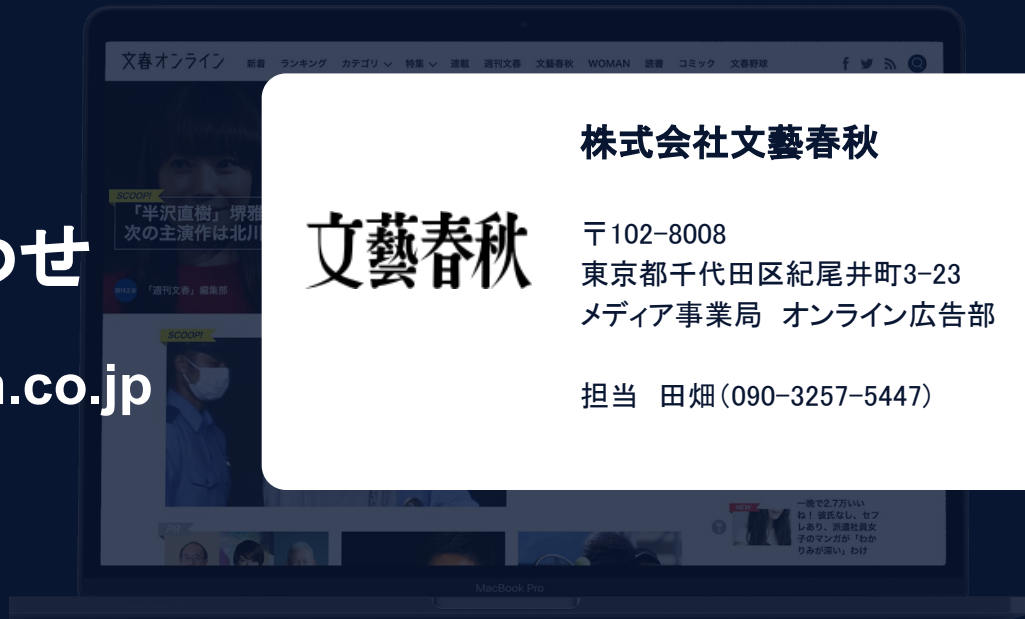 文春オンライン 新着 ランキング カテゴリ 特集 連載 週刊文春 文藝春秋 WOMAN 読書 コミック 文春野球
SCOOP!
「半沢直樹」堺雅
次の主演作は北川
「週刊文春」編集部
わせ
SCOOP!
n.co.jp
文藝春秋
株式会社文藝春秋
〒102-8008
東京都千代田区紀尾井町3-23
メディア事業局 オンライン広告部
担当 田畑（090-3257-5447）
PR
NEW
一晩で2.7万いい
ね！ 彼氏なし、セフ
レあり、派遣社員女
子のマンガが「わか
りみが深い」わけ
MacBook Pro